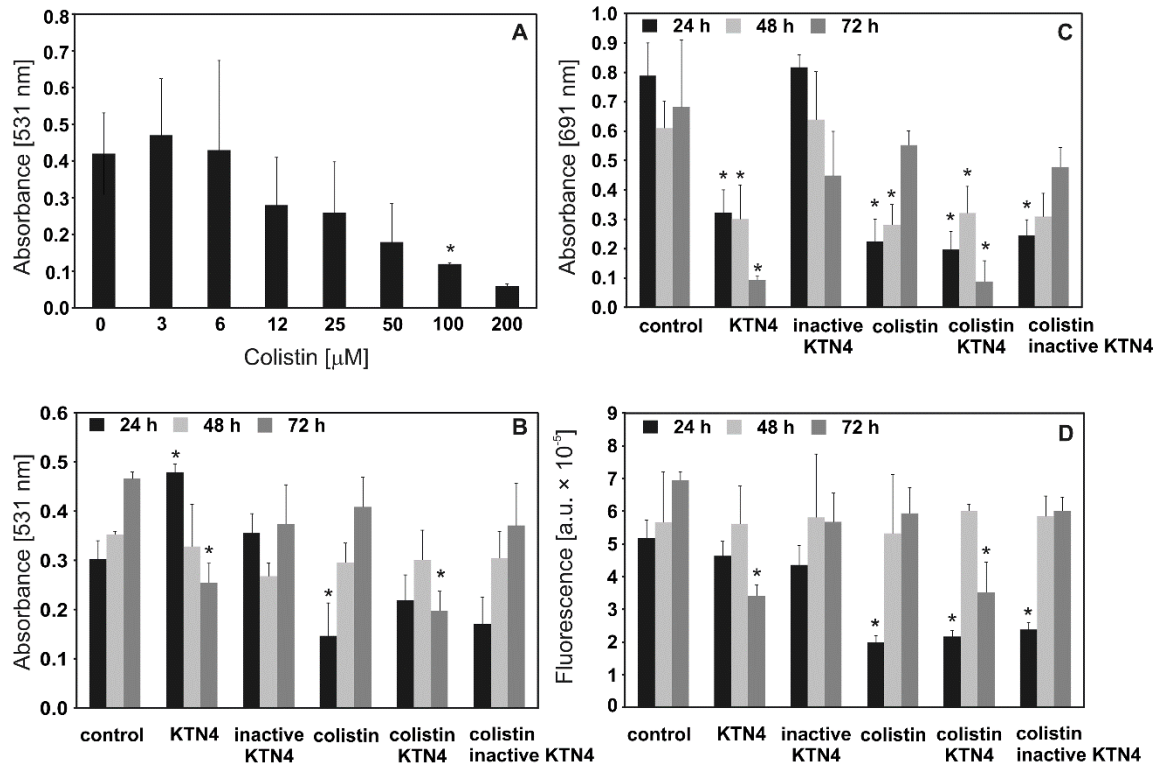 A
Absorbance [531 nm]
0.8
0.7
0.6
0.5
0.4
0.3
0.2
0.1
0.0
*
0 3 6 12 25 50 100 200
Colistin [μM]
24 h 48 h 72 h
C
Absorbance [691 nm]
1.0
0.9
0.8
0.7
0.6
0.5
0.4
0.3
0.2
0.1
0.0
* * * * * * * * *
control KTN4 inactive KTN4 colistin colistin KTN4 colistin inactive KTN4
24 h 48 h 72 h
B
Absorbance [531 nm]
0.6
0.5
0.4
0.3
0.2
0.1
0.0
* * * *
control KTN4 inactive KTN4 colistin colistin KTN4 colistin inactive KTN4
24 h 48 h 72 h
D
Fluorescence [a.u. × 10⁻⁵]
9
8
7
6
5
4
3
2
1
0
* * * * *
control KTN4 inactive KTN4 colistin colistin KTN4 colistin inactive KTN4